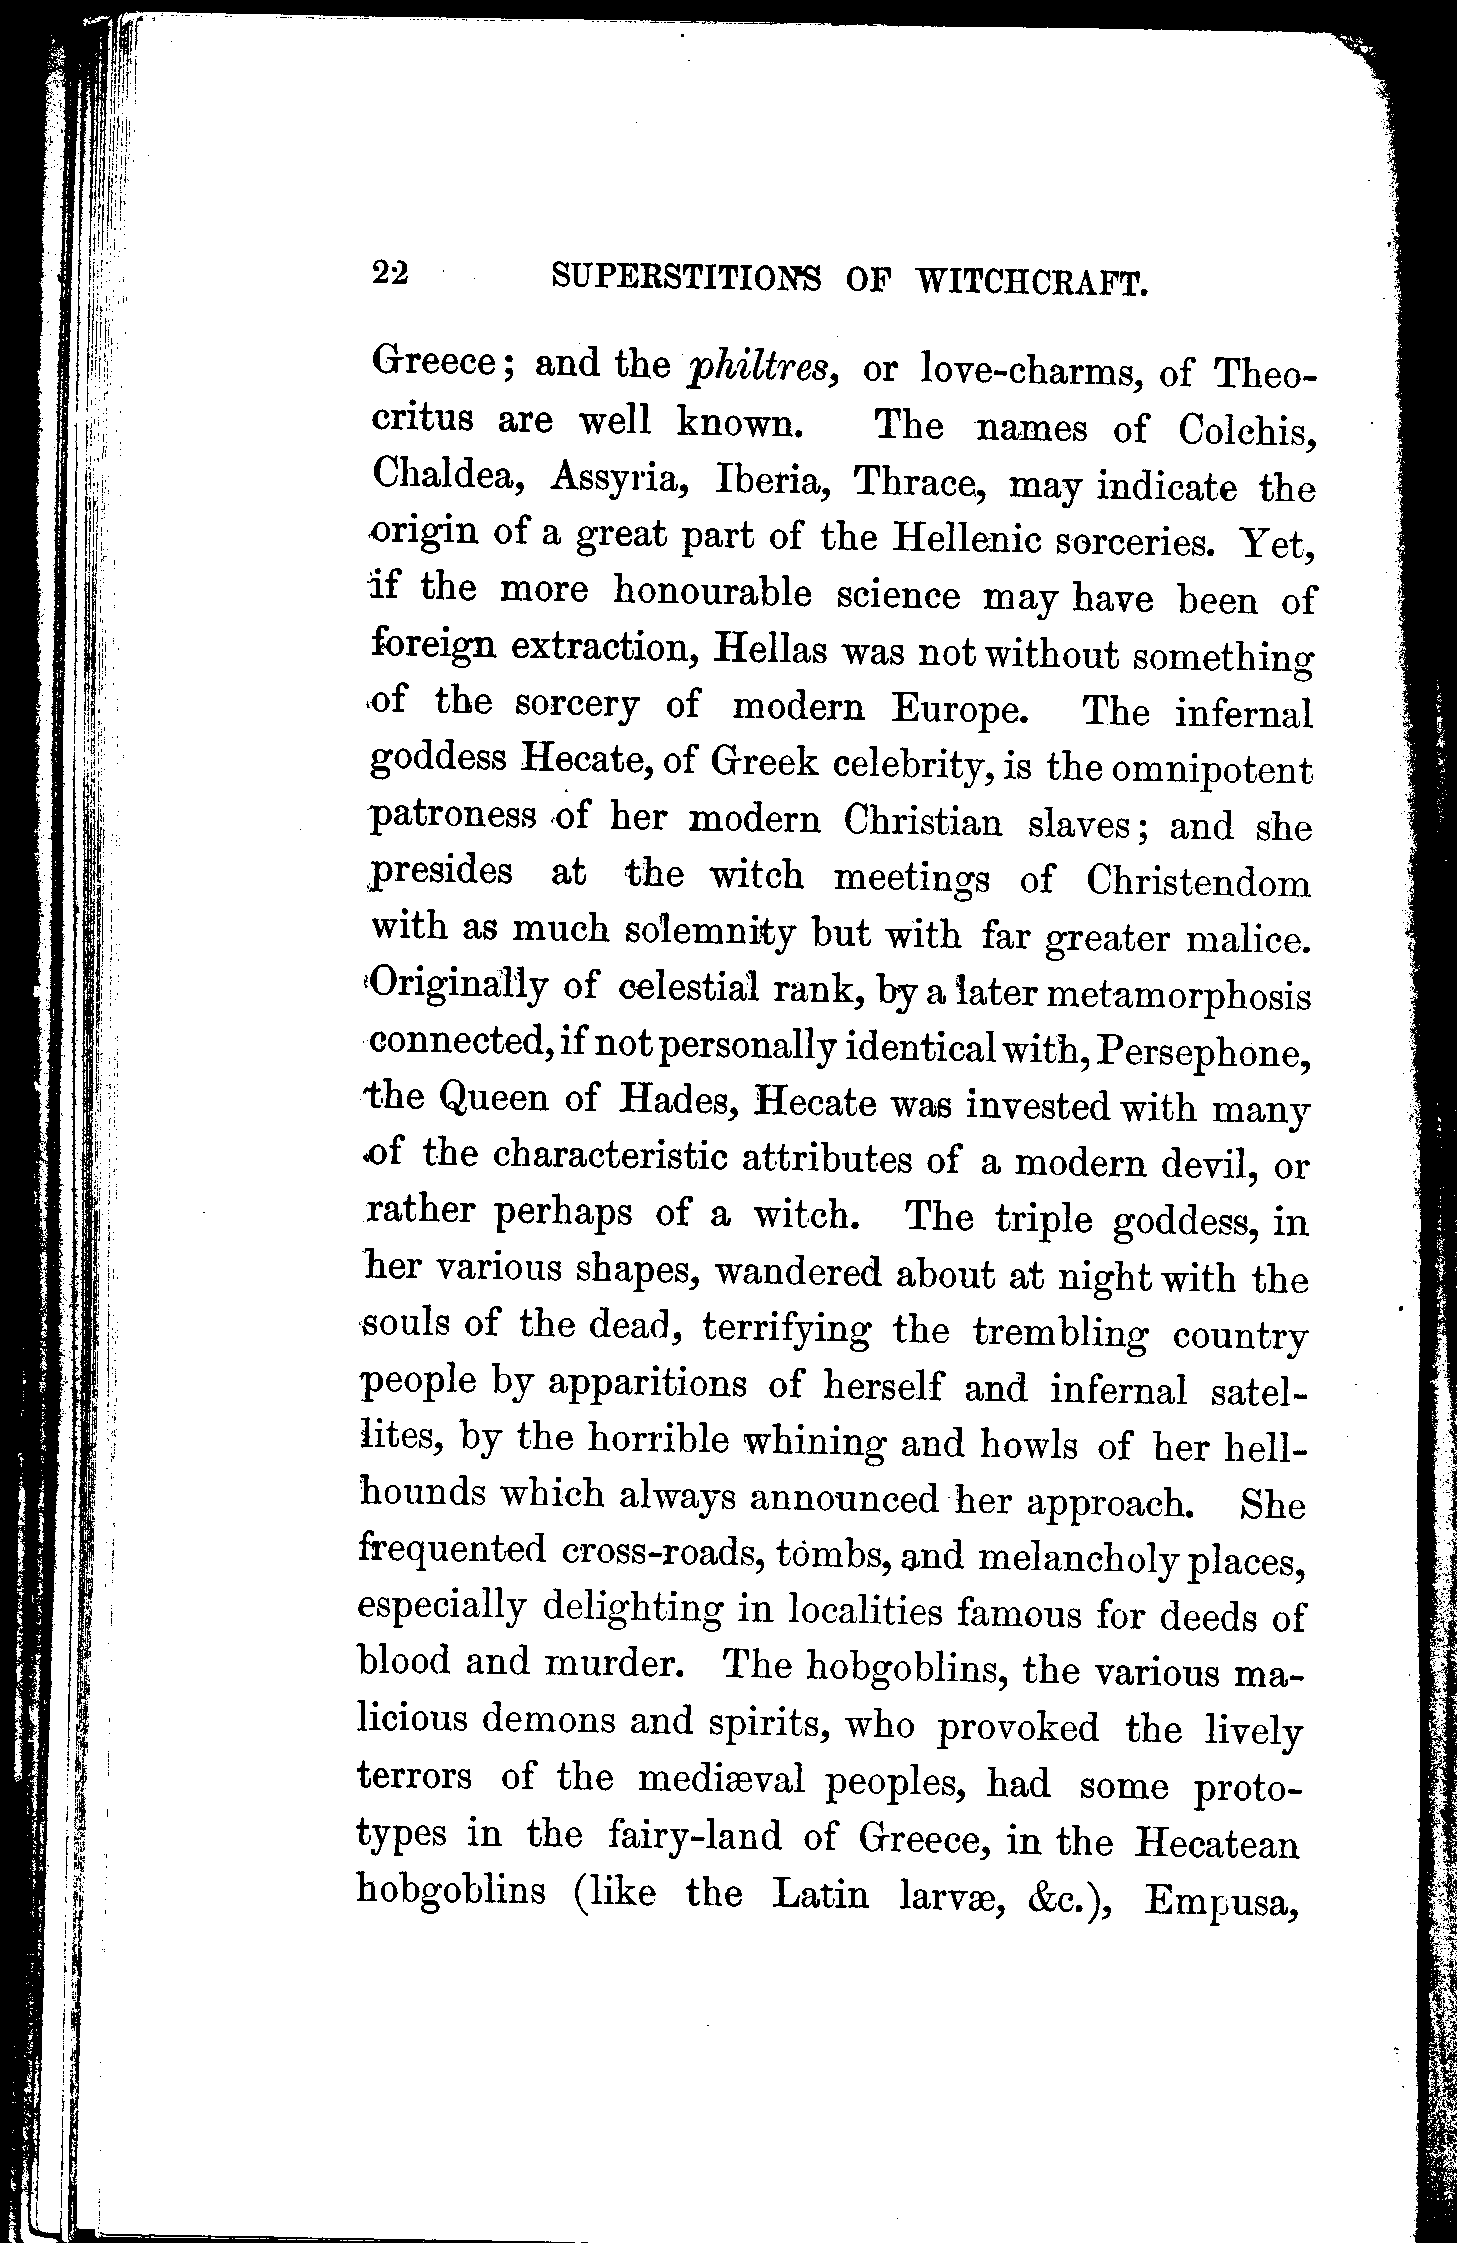 22 SUPERSTITIONS OF WITCHCRAFT.
Greece; and the philtres, or love-charms, of Theo-
critus are well known. The names of Colchis,
Chaldea, Assyria, Iberia, Thrace, may indicate the
origin of a great part of the Hellenic sorceries. Yet,
if the more honourable science may have been of
foreign extraction, Hellas was not without something
of the sorcery of modern Europe. The infernal
goddess Hecate, of Greek celebrity, is the omnipotent
patroness of her modern Christian slaves; and she
presides at the witch meetings of Christendom
with as much solemnity but with far greater malice.
Originally of celestial rank, by a later metamorphosis
connected, if not personally identical with, Persephone,
the Queen of Hades, Hecate was invested with many
of the characteristic attributes of a modern devil, or
rather perhaps of a witch. The triple goddess, in
her various shapes, wandered about at night with the
souls of the dead, terrifying the trembling country
people by apparitions of herself and infernal satel-
lites, by the horrible whining and howls of her hell-
hounds which always announced her approach. She
frequented cross-roads, tombs, and melancholy places,
especially delighting in localities famous for deeds of
blood and murder. The hobgoblins, the various ma-
licious demons and spirits, who provoked the lively
terrors of the mediæval peoples, had some proto-
types in the fairy-land of Greece, in the Hecatean
hobgoblins (like the Latin larvæ, &c.), Empusa,